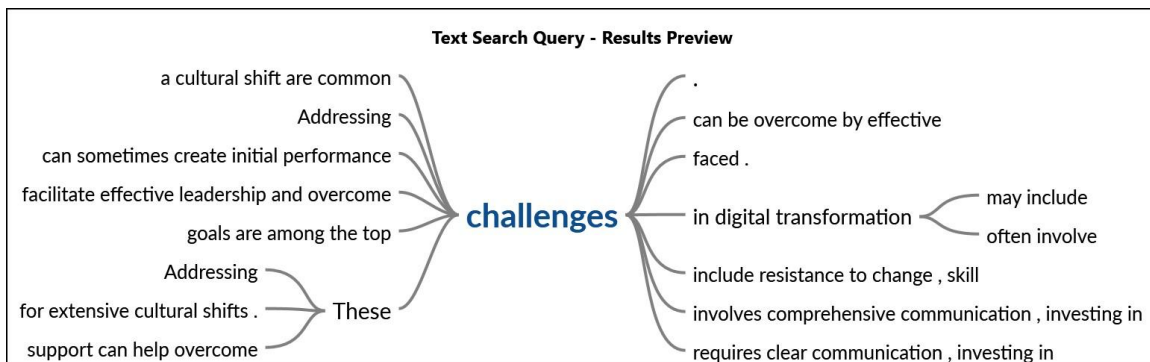 Text Search Query - Results Preview
a cultural shift are common
Addressing
can sometimes create initial performance
facilitate effective leadership and overcome
goals are among the top
Addressing
for extensive cultural shifts .
support can help overcome
These
challenges
.
can be overcome by effective
faced .
in digital transformation
may include
often involve
include resistance to change , skill
involves comprehensive communication , investing in
requires clear communication , investing in